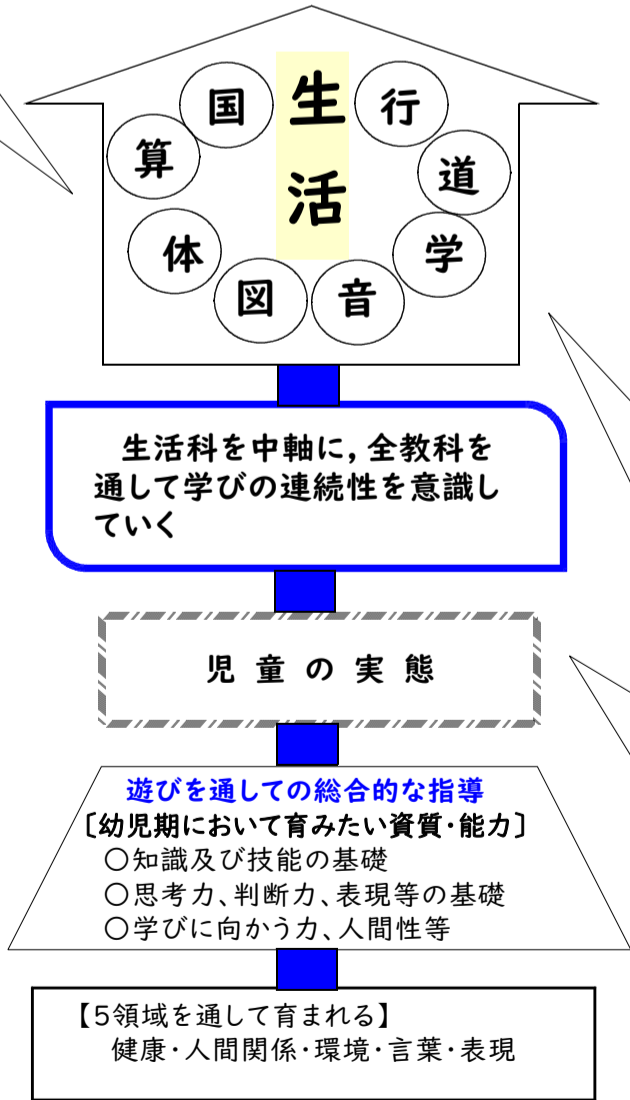 生活
国
行
算
道
体
学
図
音
生活科を中軸に,全教科を
通して学びの連続性を意識し
ていく
児童の実態
遊びを通しての総合的な指導
〔幼児期において育みたい資質・能力〕
○知識及び技能の基礎
○思考力、判断力、表現等の基礎
○学びに向かう力、人間性等
【5領域を通して育まれる】
健康・人間関係・環境・言葉・表現